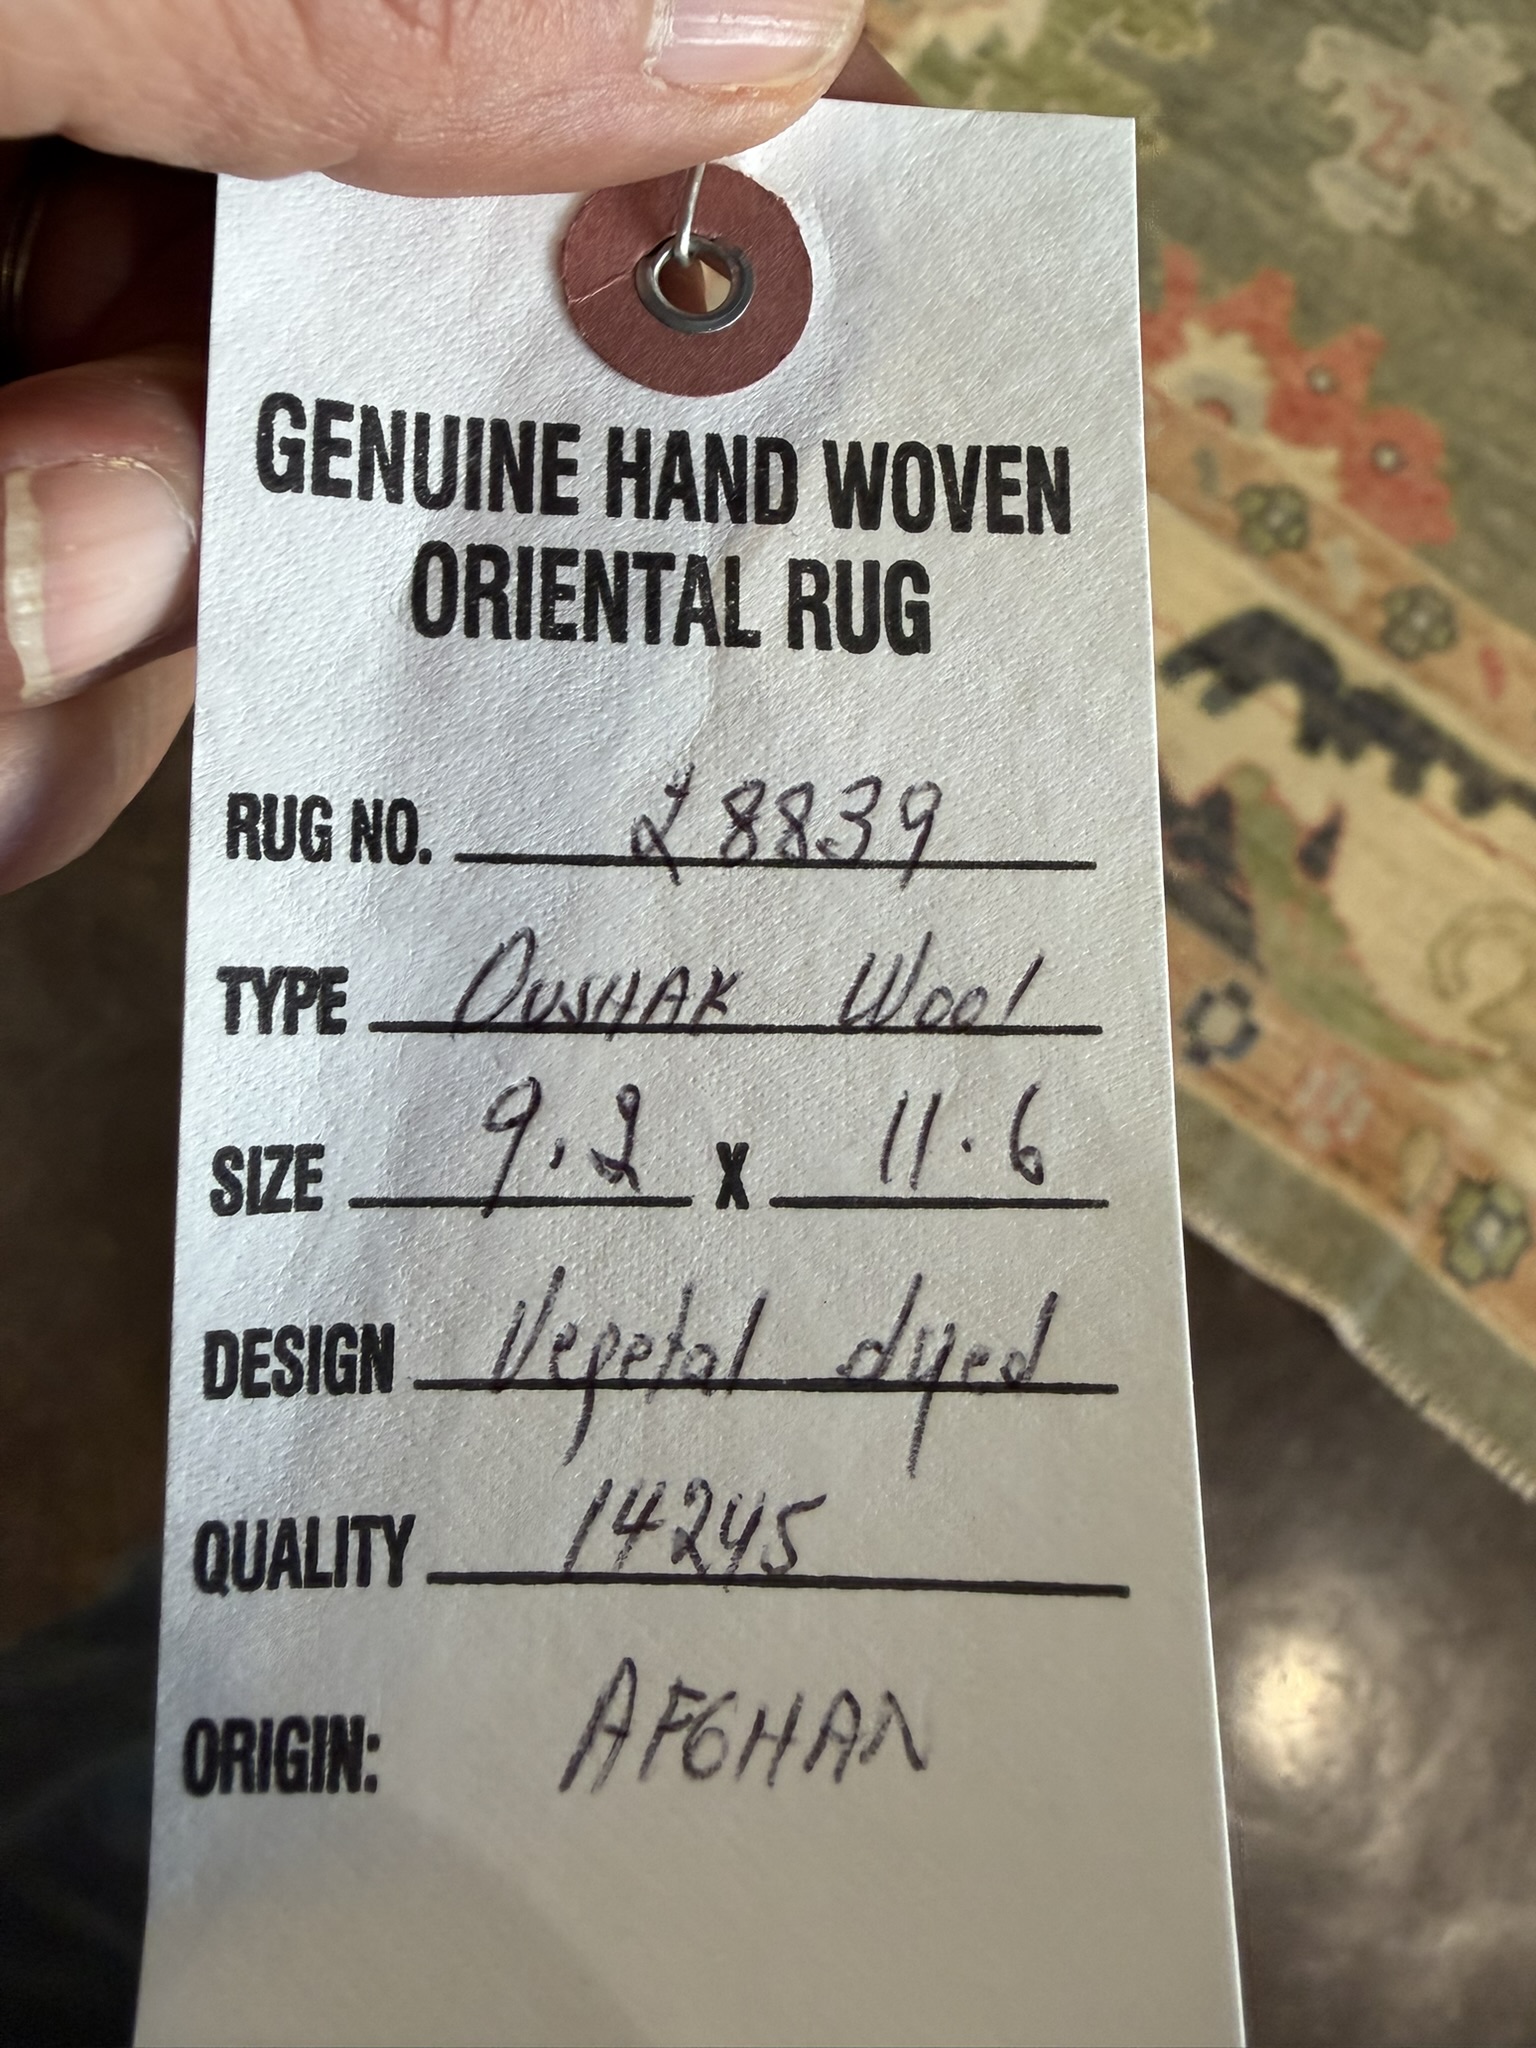 GENUINE HAND WOVEN
ORIENTAL RUG
RUG NO. 28839
TYPE OUSHAK Wool
SIZE 9.2 X 11.6
DESIGN Vegetal dyed
QUALITY 14245
ORIGIN: AFGHAN